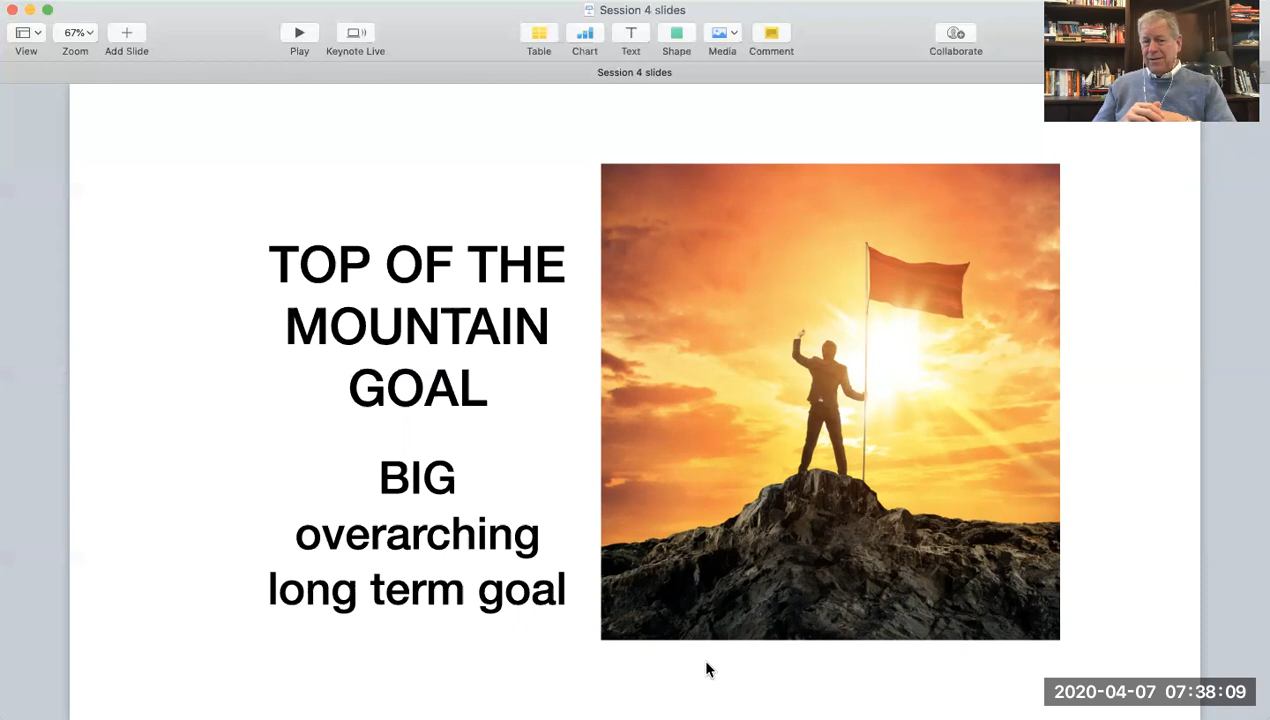 Session 4 slides
67%
View
Zoom
Add Slide
Play
Keynote Live
Table
Chart
Text
Shape
Media
Comment
Collaborate
Session 4 slides
TOP OF THE
MOUNTAIN
GOAL
BIG
overarching
long term goal
2020-04-07 07:38:09